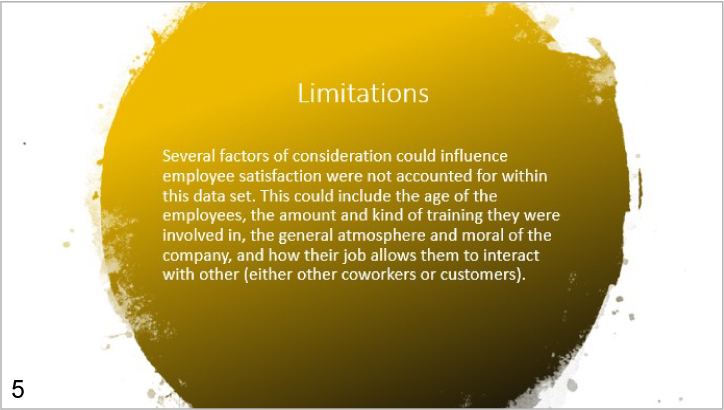 Limitations
Several factors of consideration could influence
employee satisfaction were not accounted for within
this data set. This could include the age of the
employees, the amount and kind of training they were
involved in, the general atmosphere and moral of the
company, and how their job allows them to interact
with other (either other coworkers or customers).
5